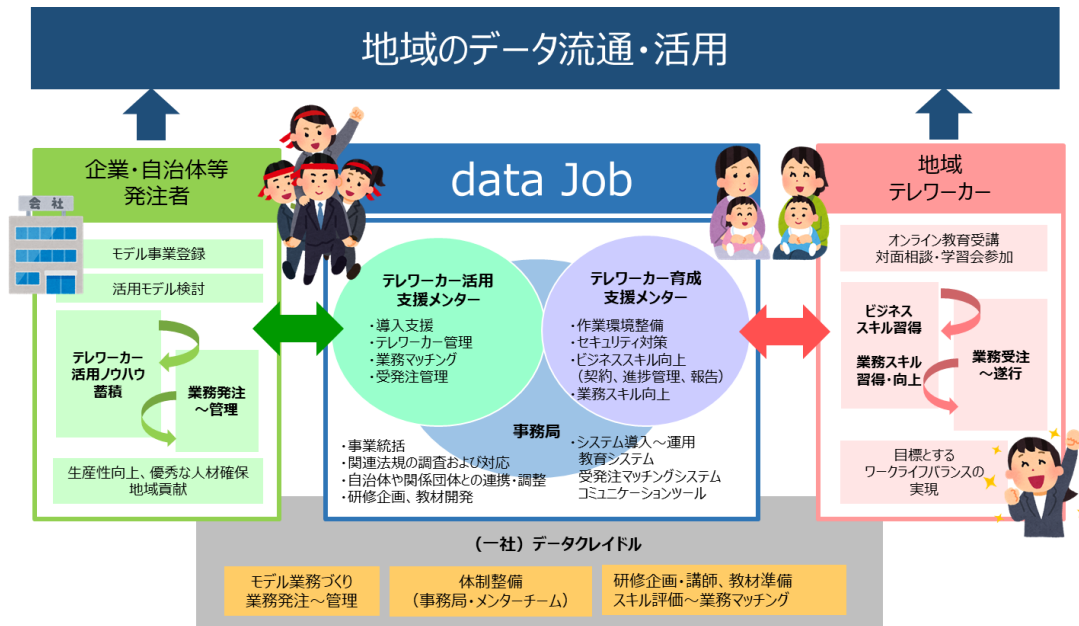 地域のデータ流通・活用
企業・自治体等
発注者
会 社
モデル事業登録
活用モデル検討
テレワーカー
活用ノウハウ
蓄積
業務発注
～管理
生産性向上、優秀な人材確保
地域貢献
data Job
テレワーカー活用
支援メンター
・導入支援
・テレワーカー管理
・業務マッチング
・受発注管理
テレワーカー育成
支援メンター
・作業環境整備
・セキュリティ対策
・ビジネススキル向上
（契約、進捗管理、報告）
・業務スキル向上
事務局
・事業統括
・関連法規の調査および対応
・自治体や関係団体との連携・調整
・研修企画、教材開発
・システム導入～運用
教育システム
受発注マッチングシステム
コミュニケーションツール
地域
テレワーカー
オンライン教育受講
対面相談・学習会参加
ビジネス
スキル習得
業務スキル
習得・向上
業務受注
～遂行
目標とする
ワークライフバランスの
実現
（一社）データクレイドル
モデル業務づくり
業務発注～管理
体制整備
（事務局・メンターチーム）
研修企画・講師、教材準備
スキル評価～業務マッチング